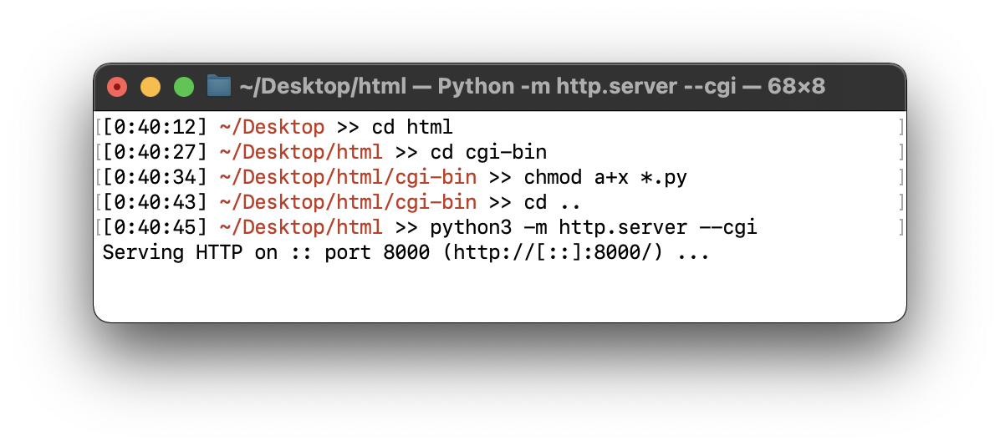 ~/Desktop/html — Python -m http.server --cgi — 68×8
[[0:40:12] ~/Desktop >> cd html ]
[[0:40:27] ~/Desktop/html >> cd cgi-bin ]
[[0:40:34] ~/Desktop/html/cgi-bin >> chmod a+x *.py ]
[[0:40:43] ~/Desktop/html/cgi-bin >> cd .. ]
[[0:40:45] ~/Desktop/html >> python3 -m http.server --cgi ]
Serving HTTP on :: port 8000 (http://[::]:8000/) ...